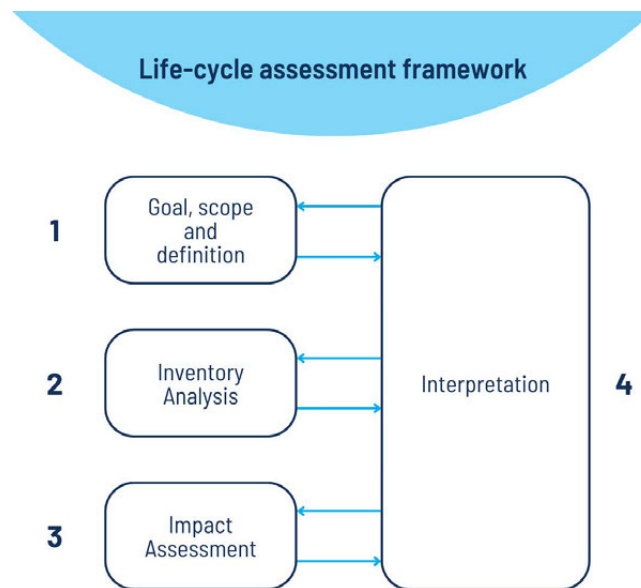 Life-cycle assessment framework
1
Goal, scope
and
definition
2
Inventory
Analysis
Interpretation
4
3
Impact
Assessment